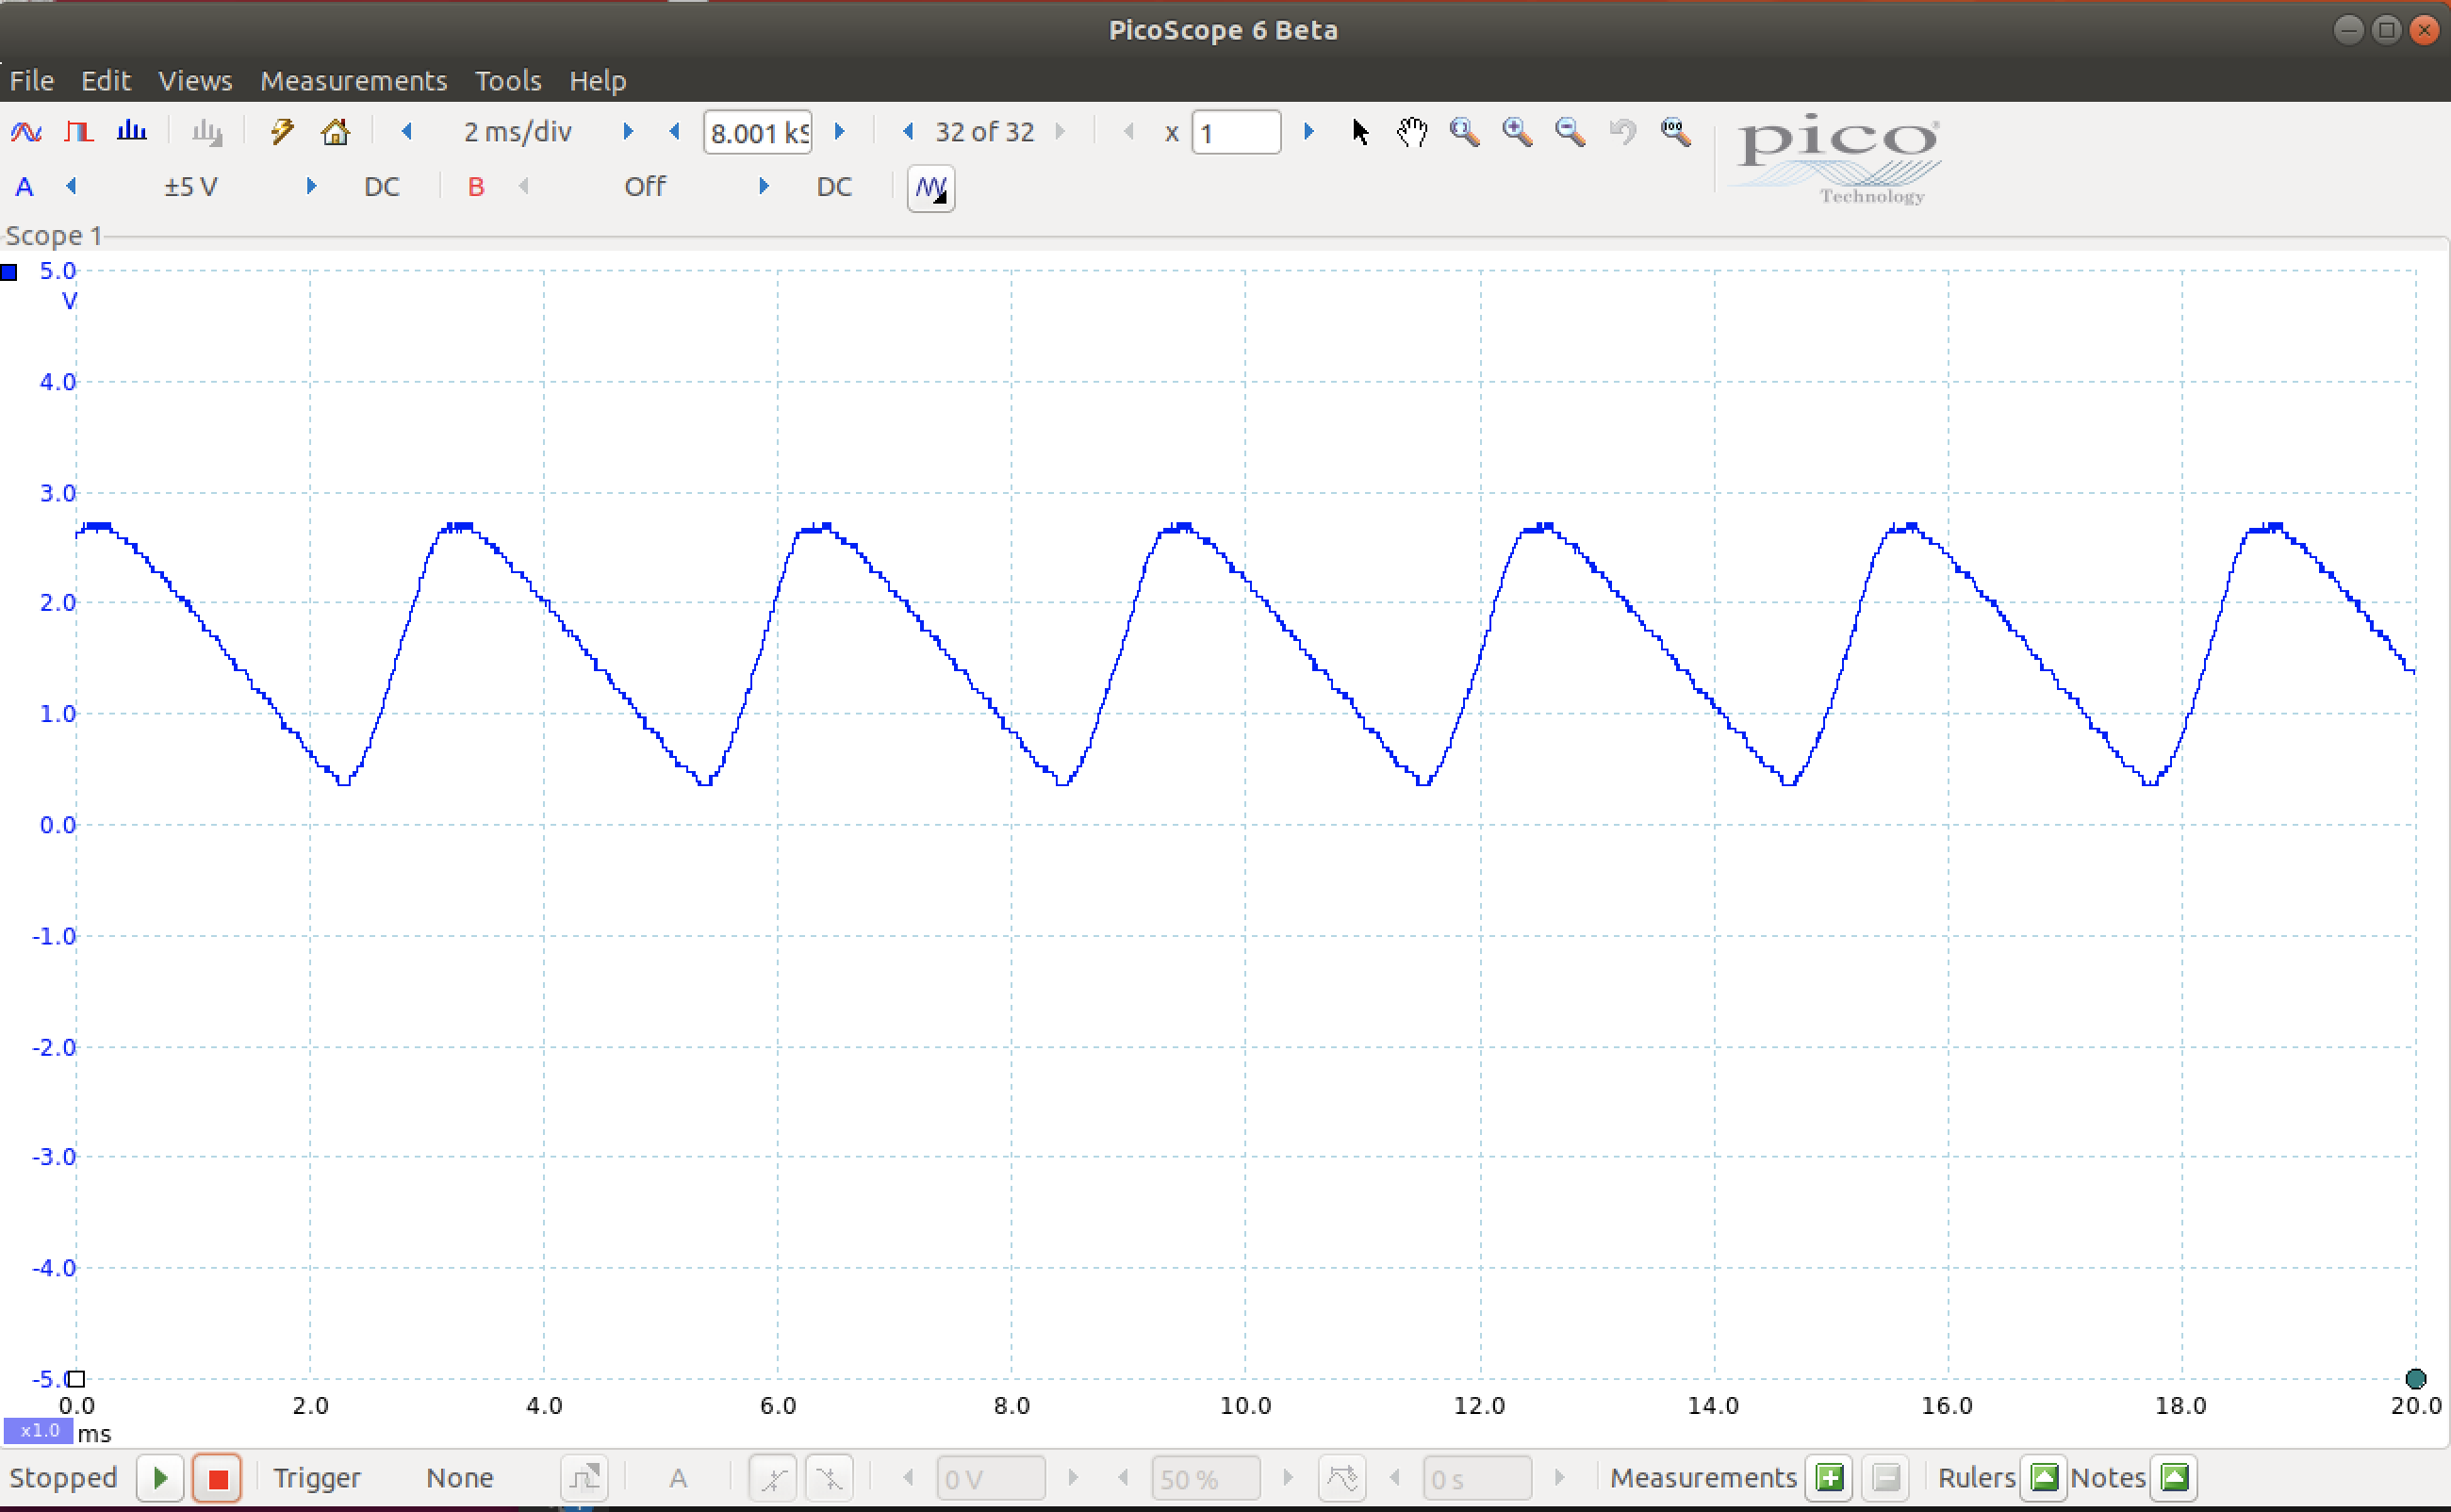 PicoScope 6 Beta
File Edit Views Measurements Tools Help
2 ms/div 8.001 kS 32 of 32 x 1
pico
Technology
A ±5 V DC B Off DC
Scope 1
5.0
V
4.0
3.0
2.0
1.0
0.0
-1.0
-2.0
-3.0
-4.0
-5.0
0.0 2.0 4.0 6.0 8.0 10.0 12.0 14.0 16.0 18.0 20.0
x1.0 ms
Stopped Trigger None A 0 V 50 % 0 s Measurements Rulers Notes